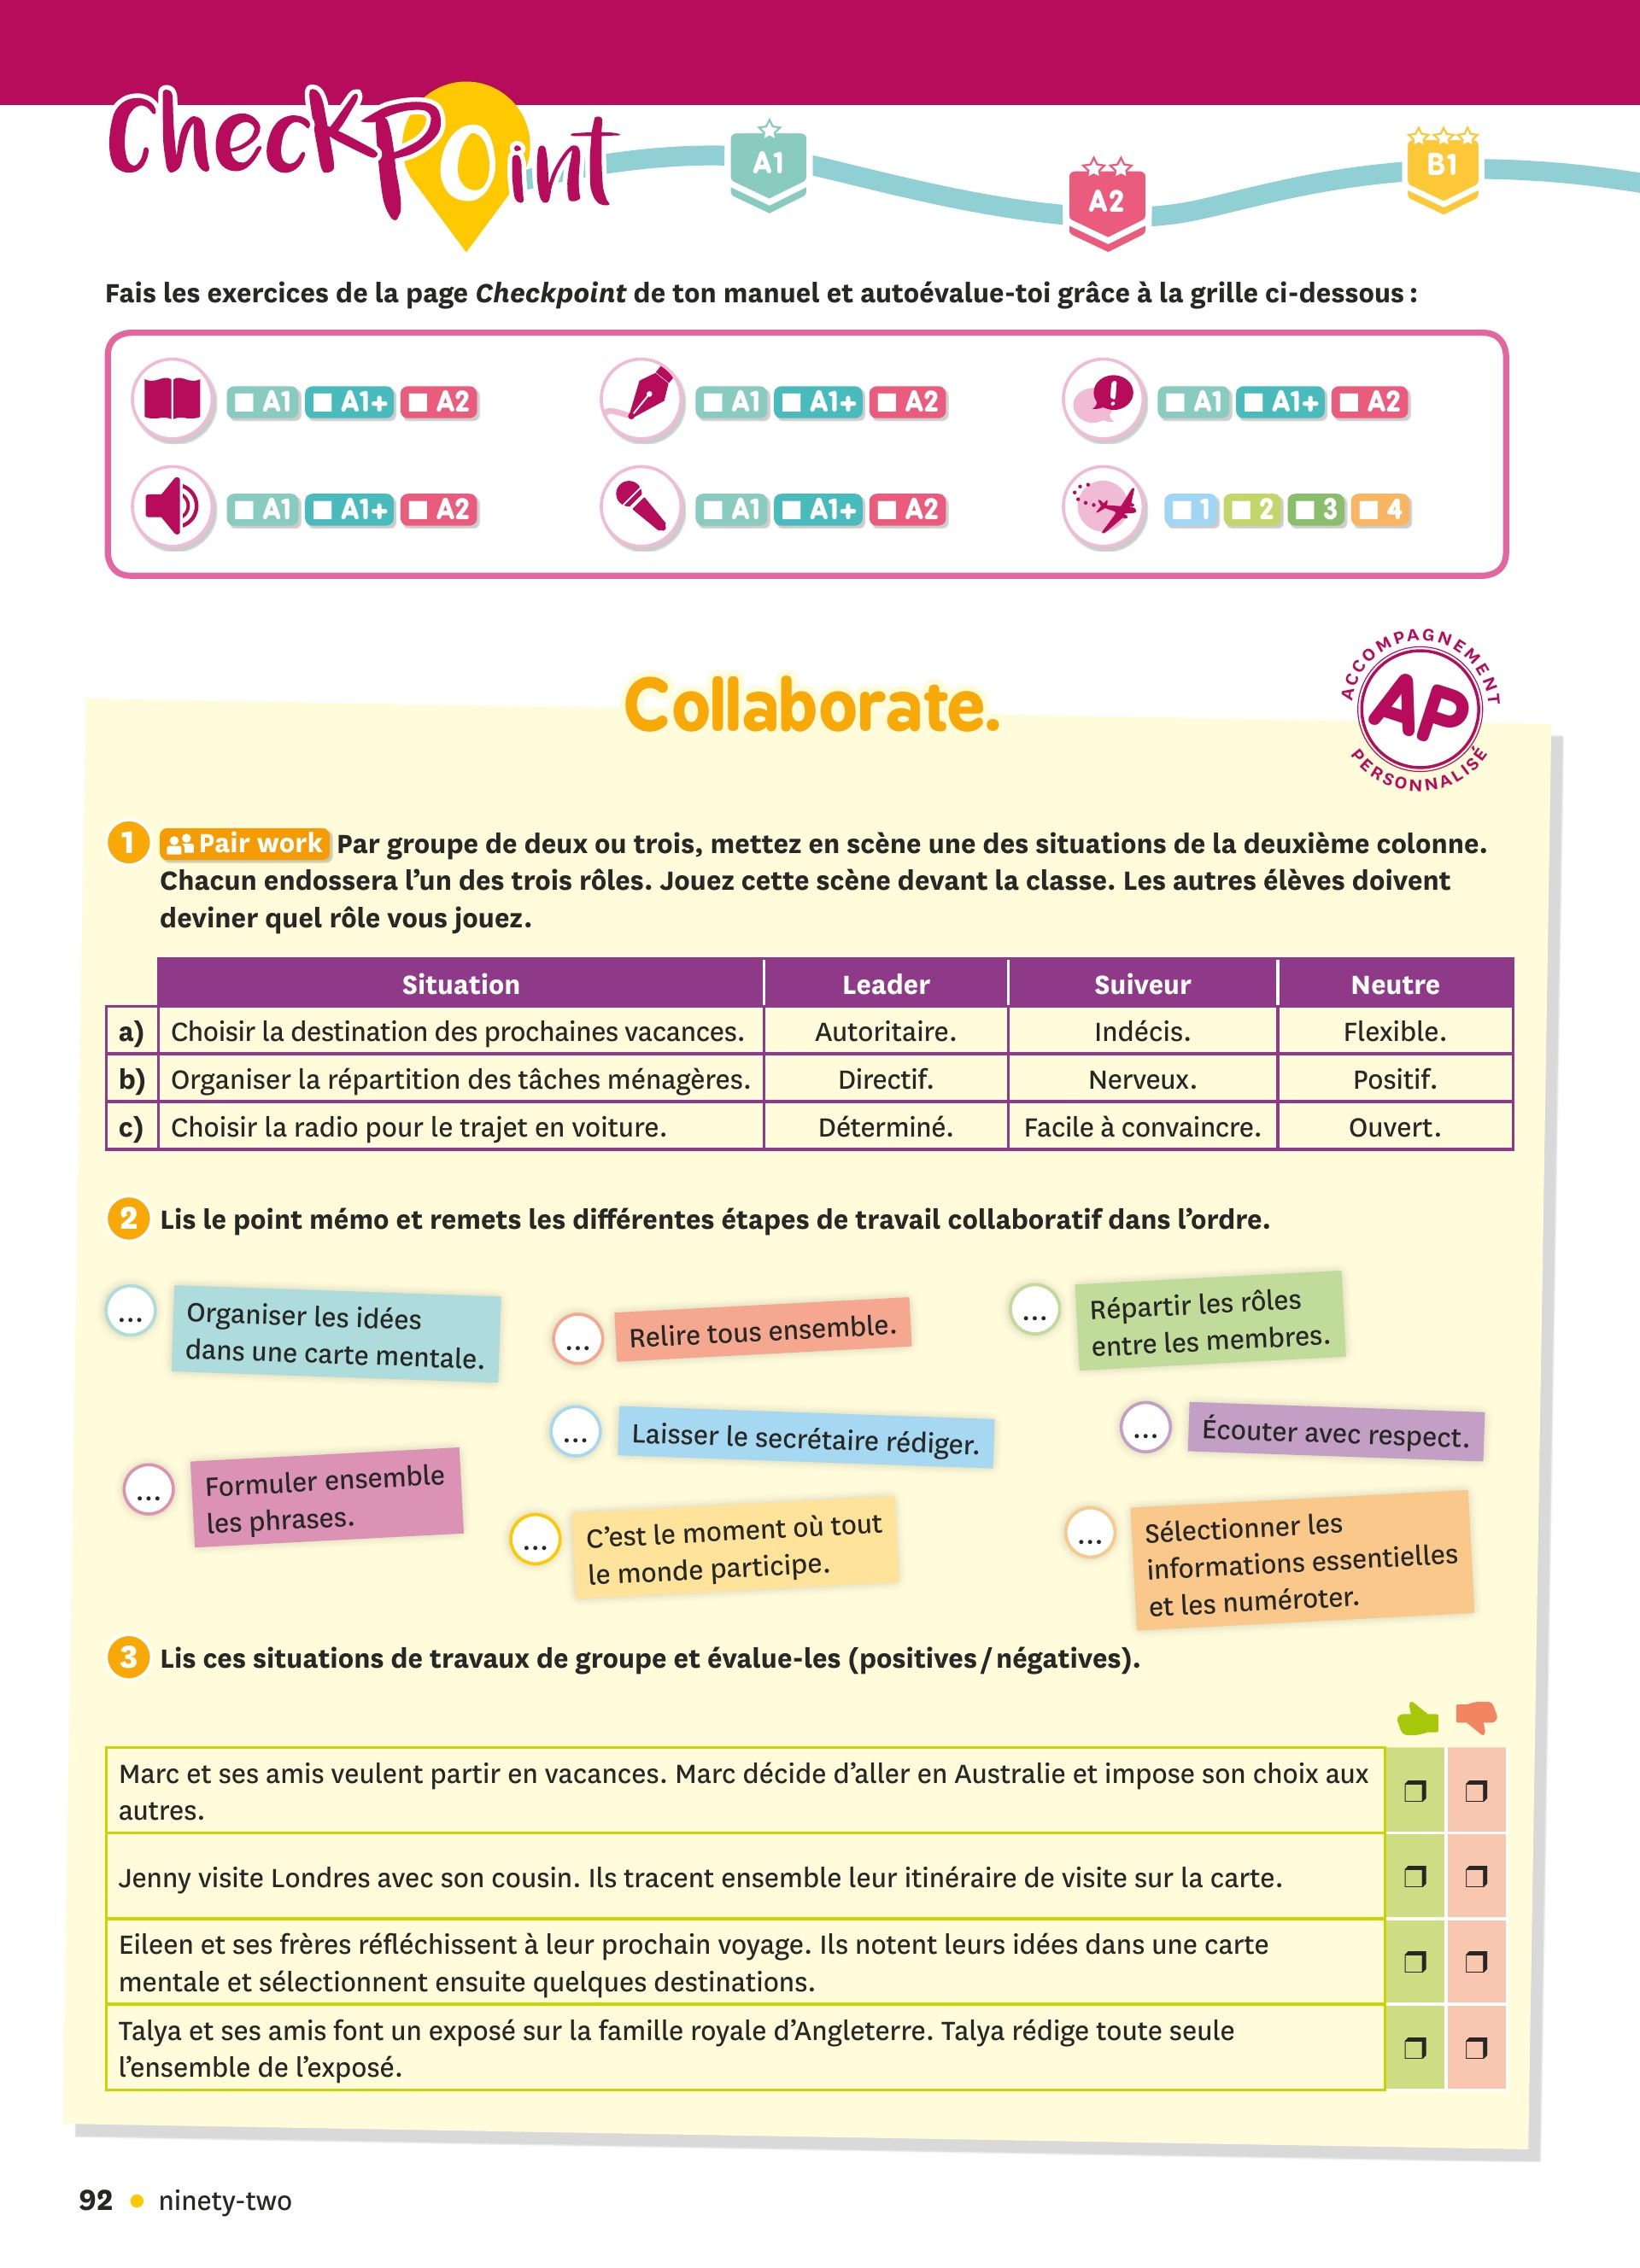 CheckPoint
A1
A2
B1
Fais les exercices de la page Checkpoint de ton manuel et autoévalue-toi grâce à la grille ci-dessous :
A1 A1+ A2
A1 A1+ A2
! A1 A1+ A2
A1 A1+ A2
A1 A1+ A2
1 2 3 4
Collaborate.
ACCOMPAGNEMENT
AP
PERSONNALISÉ
1 Pair work Par groupe de deux ou trois, mettez en scène une des situations de la deuxième colonne.
Chacun endossera l’un des trois rôles. Jouez cette scène devant la classe. Les autres élèves doivent
deviner quel rôle vous jouez.
Situation Leader Suiveur Neutre
a) Choisir la destination des prochaines vacances. Autoritaire. Indécis. Flexible.
b) Organiser la répartition des tâches ménagères. Directif. Nerveux. Positif.
c) Choisir la radio pour le trajet en voiture. Déterminé. Facile à convaincre. Ouvert.
2 Lis le point mémo et remets les différentes étapes de travail collaboratif dans l’ordre.
... Organiser les idées
dans une carte mentale.
... Relire tous ensemble.
... Répartir les rôles
entre les membres.
... Laisser le secrétaire rédiger.
... Écouter avec respect.
... Formuler ensemble
les phrases.
... C’est le moment où tout
le monde participe.
... Sélectionner les
informations essentielles
et les numéroter.
3 Lis ces situations de travaux de groupe et évalue-les (positives / négatives).
Marc et ses amis veulent partir en vacances. Marc décide d’aller en Australie et impose son choix aux
autres.
Jenny visite Londres avec son cousin. Ils tracent ensemble leur itinéraire de visite sur la carte.
Eileen et ses frères réfléchissent à leur prochain voyage. Ils notent leurs idées dans une carte
mentale et sélectionnent ensuite quelques destinations.
Talya et ses amis font un exposé sur la famille royale d’Angleterre. Talya rédige toute seule
l’ensemble de l’exposé.
92 • ninety-two